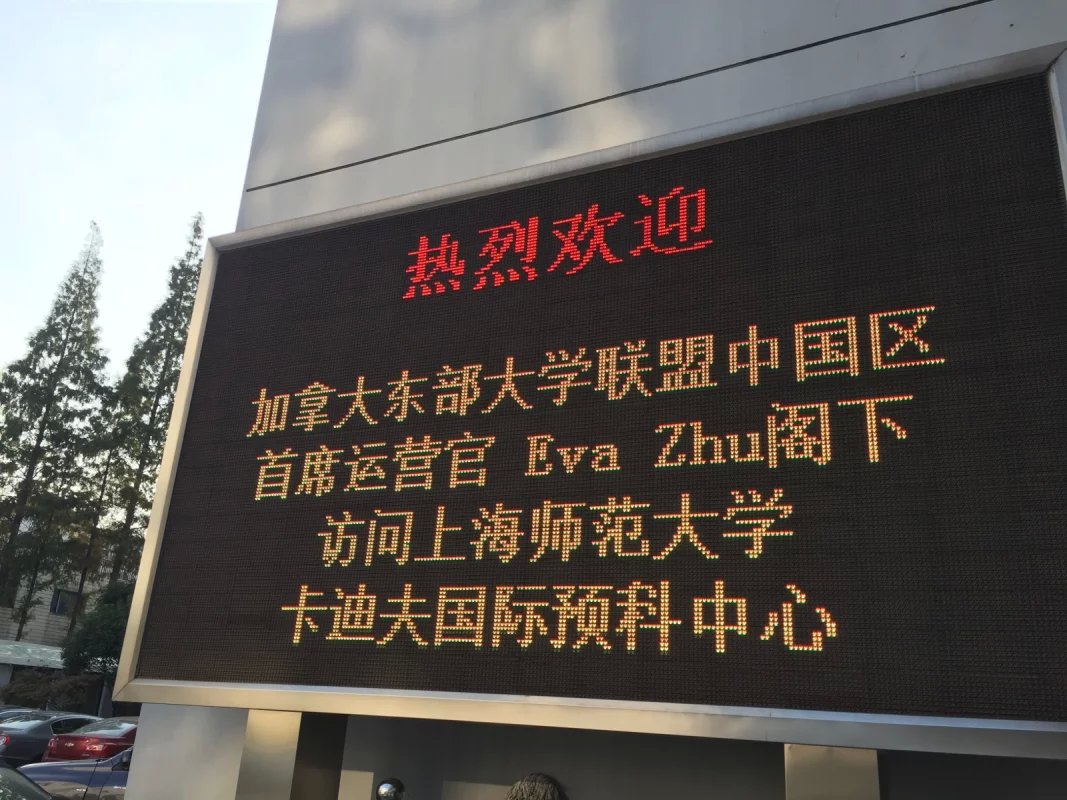 热烈欢迎
加拿大东部大学联盟中国区
首席运营官 Eva Zhu阁下
访问上海师范大学
卡迪夫国际预科中心